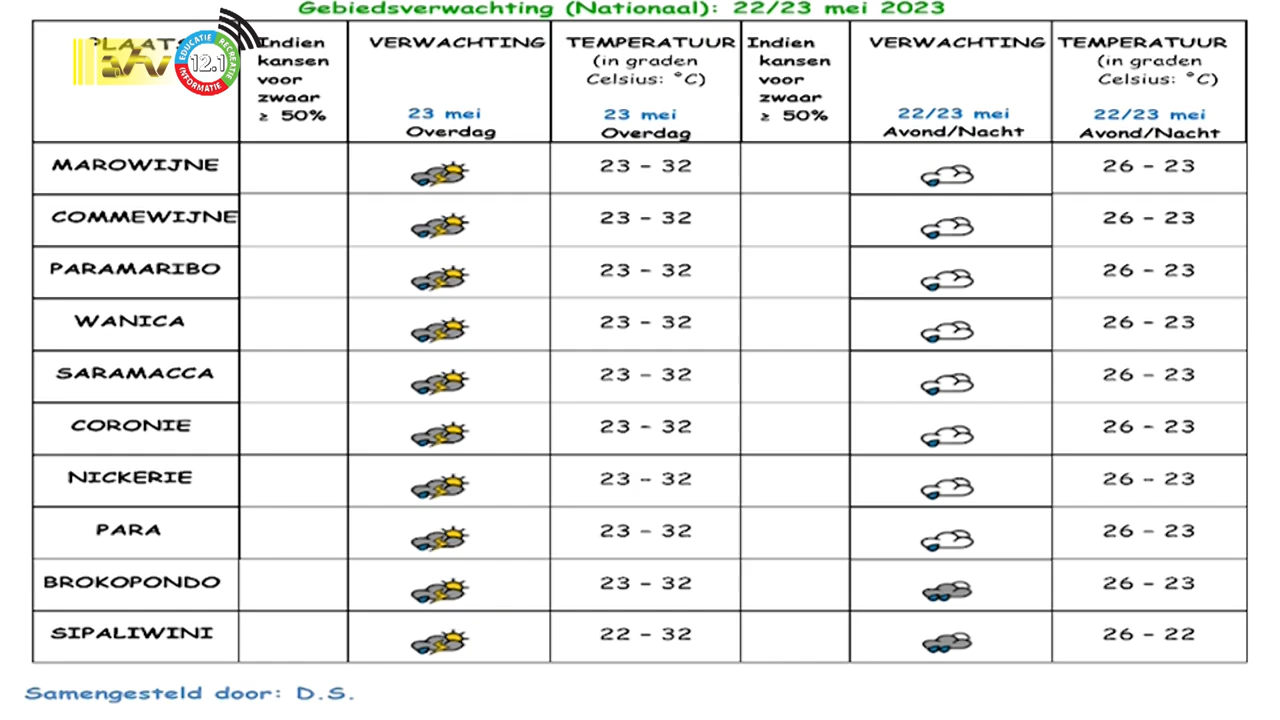 Gebiedsverwachting (Nationaal): 22/23 mei 2023
PLAATS
Indien kansen voor zwaar ≥ 50%
VERWACHTING 23 mei Overdag
TEMPERATUUR (in graden Celsius: °C) 23 mei Overdag
Indien kansen voor zwaar ≥ 50%
VERWACHTING 22/23 mei Avond/Nacht
TEMPERATUUR (in graden Celsius: °C) 22/23 mei Avond/Nacht
EDUCATIE RECREATIE INFORMATIE
12.1
MAROWIJNE 23 - 32 26 - 23
COMMEWIJNE 23 - 32 26 - 23
PARAMARIBO 23 - 32 26 - 23
WANICA 23 - 32 26 - 23
SARAMACCA 23 - 32 26 - 23
CORONIE 23 - 32 26 - 23
NICKERIE 23 - 32 26 - 23
PARA 23 - 32 26 - 23
BROKOPONDO 23 - 32 26 - 23
SIPALIWINI 22 - 32 26 - 22
Samengesteld door: D.S.